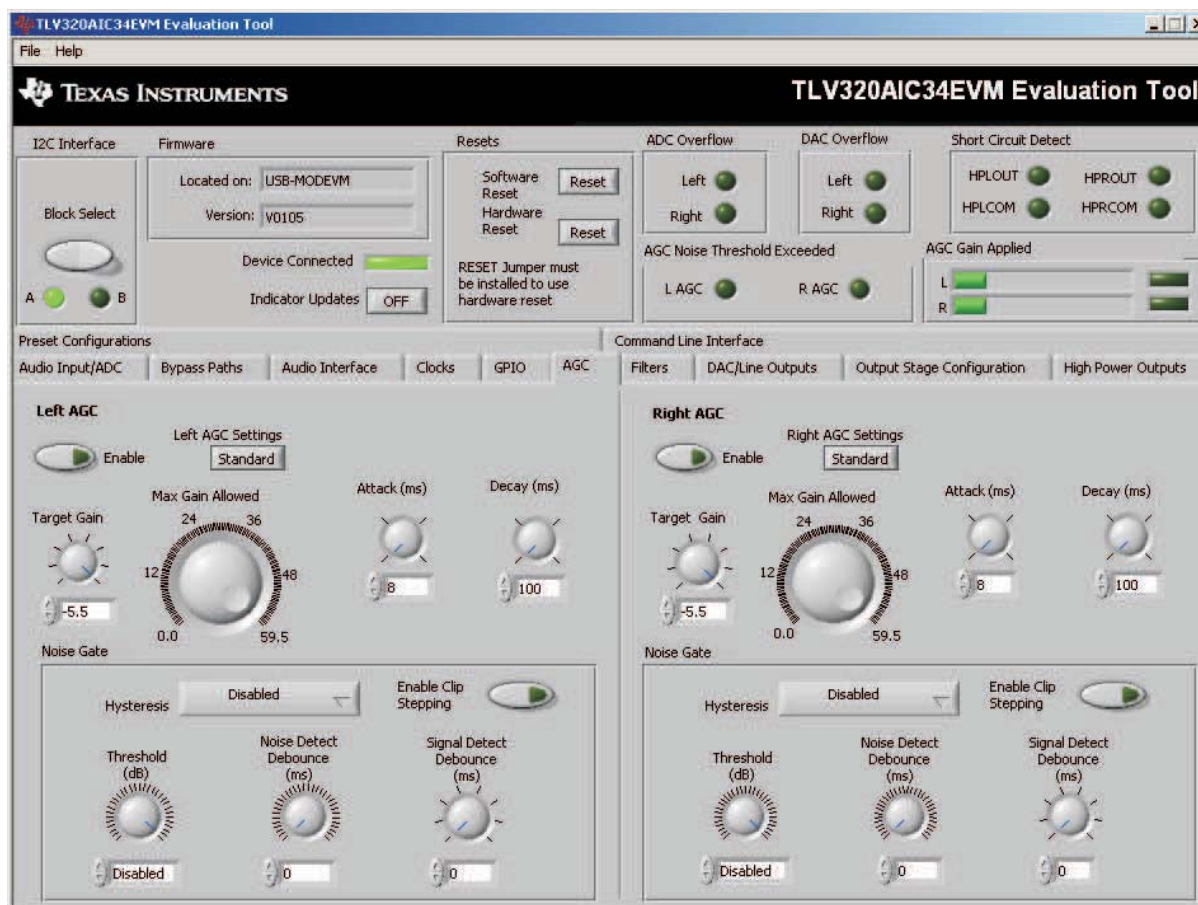 TLV320AIC34EVM Evaluation Tool
File Help
TEXAS INSTRUMENTS
TLV320AIC34EVM Evaluation Tool
I2C Interface
Block Select
A B
Firmware
Located on: USB-MODEVM
Version: V0105
Device Connected
Indicator Updates OFF
Resets
Software Reset Reset
Hardware Reset Reset
RESET Jumper must
be installed to use
hardware reset
ADC Overflow
Left
Right
DAC Overflow
Left
Right
Short Circuit Detect
HPLOUT HPROUT
HPLCOM HPRCOM
AGC Noise Threshold Exceeded
L AGC R AGC
AGC Gain Applied
L
R
Preset Configurations Command Line Interface
Audio Input/ADC Bypass Paths Audio Interface Clocks GPIO AGC Filters DAC/Line Outputs Output Stage Configuration High Power Outputs
Left AGC
Enable
Left AGC Settings
Standard
Target Gain
-5.5
Max Gain Allowed
24 36
12 48
0.0 59.5
Attack (ms)
8
Decay (ms)
100
Noise Gate
Hysteresis Disabled
Enable Clip
Stepping
Threshold
(dB)
Disabled
Noise Detect
Debounce
(ms)
0
Signal Detect
Debounce
(ms)
0
Right AGC
Enable
Right AGC Settings
Standard
Target Gain
-5.5
Max Gain Allowed
24 36
12 48
0.0 59.5
Attack (ms)
8
Decay (ms)
100
Noise Gate
Hysteresis Disabled
Enable Clip
Stepping
Threshold
(dB)
Disabled
Noise Detect
Debounce
(ms)
0
Signal Detect
Debounce
(ms)
0